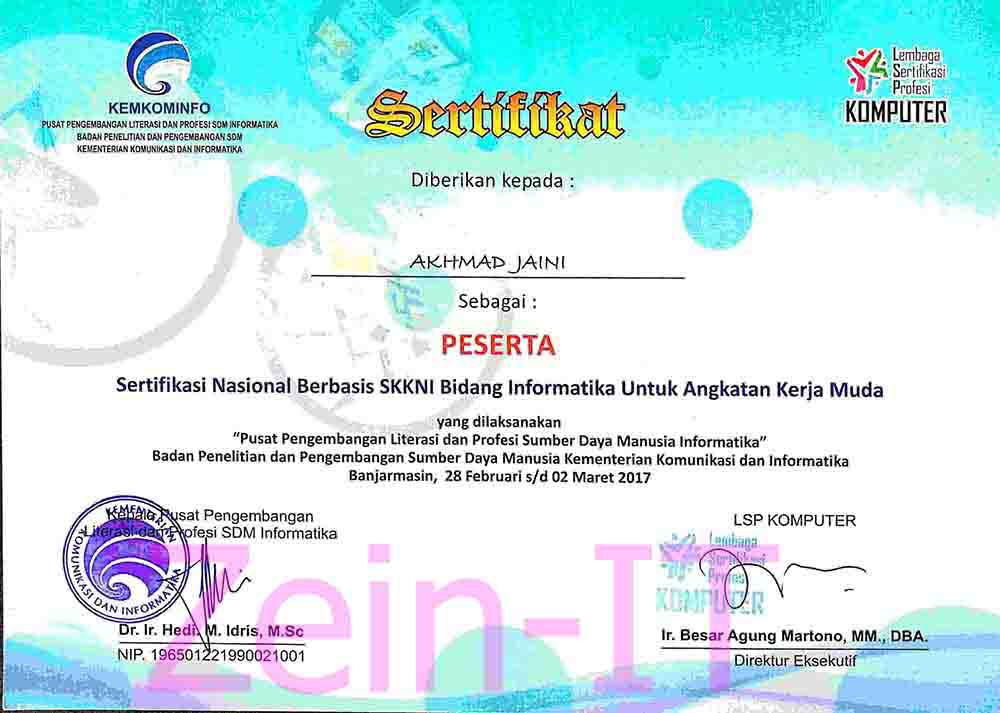 KEMKOMINFO
PUSAT PENGEMBANGAN LITERASI DAN PROFESI SDM INFORMATIKA
BADAN PENELITIAN DAN PENGEMBANGAN SDM
KEMENTERIAN KOMUNIKASI DAN INFORMATIKA
Lembaga
Sertifikasi
Profesi
KOMPUTER
Sertifikat
Diberikan kepada :
AKHMAD JAINI
Sebagai :
PESERTA
Sertifikasi Nasional Berbasis SKKNI Bidang Informatika Untuk Angkatan Kerja Muda
yang dilaksanakan
“Pusat Pengembangan Literasi dan Profesi Sumber Daya Manusia Informatika”
Badan Penelitian dan Pengembangan Sumber Daya Manusia Kementerian Komunikasi dan Informatika
Banjarmasin, 28 Februari s/d 02 Maret 2017
Kepala Pusat Pengembangan
Literasi dan Profesi SDM Informatika
KEMENTERIAN
KOMUNIKASI DAN INFORMATIKA
Dr. Ir. Hedi. M. Idris, M.Sc
NIP. 196501221990021001
LSP KOMPUTER
Lembaga
Sertifikasi
Profesi
KOMPUTER
Ir. Besar Agung Martono, MM., DBA.
Direktur Eksekutif
Zein-IT